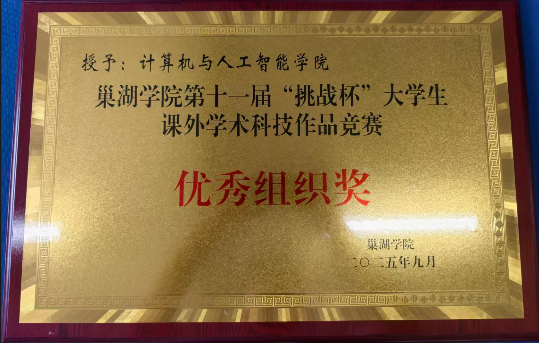 授予：计算机与人工智能学院
巢湖学院第十一届“挑战杯”大学生
课外学术科技作品竞赛
优秀组织奖
巢湖学院
二〇二五年九月